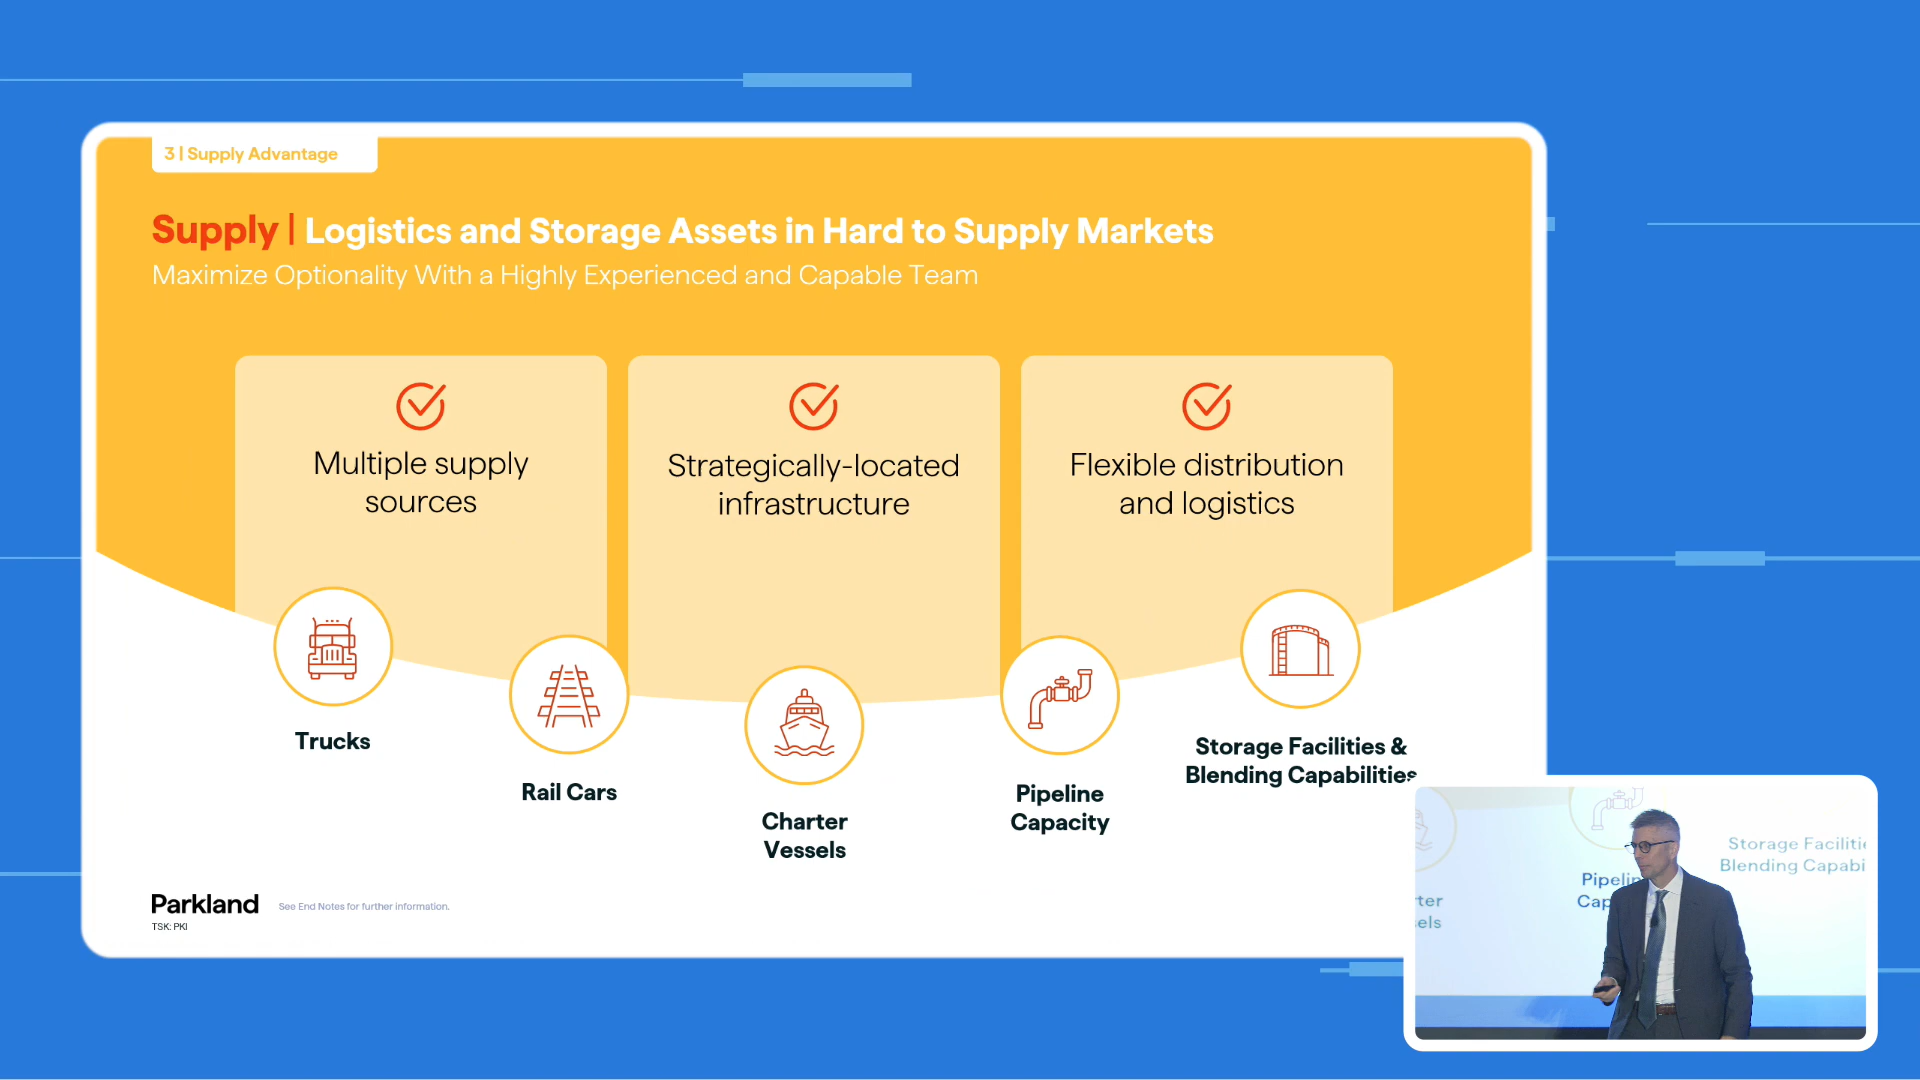 3 | Supply Advantage
Supply | Logistics and Storage Assets in Hard to Supply Markets
Maximize Optionality With a Highly Experienced and Capable Team
Multiple supply
sources
Strategically-located
infrastructure
Flexible distribution
and logistics
Trucks
Rail Cars
Charter
Vessels
Pipeline
Capacity
Storage Facilities &
Blending Capabilities
Parkland
TSK: PKI
See End Notes for further information.
Storage Faciliti
Blending Capabi
Pipelin
Cap
ter
els